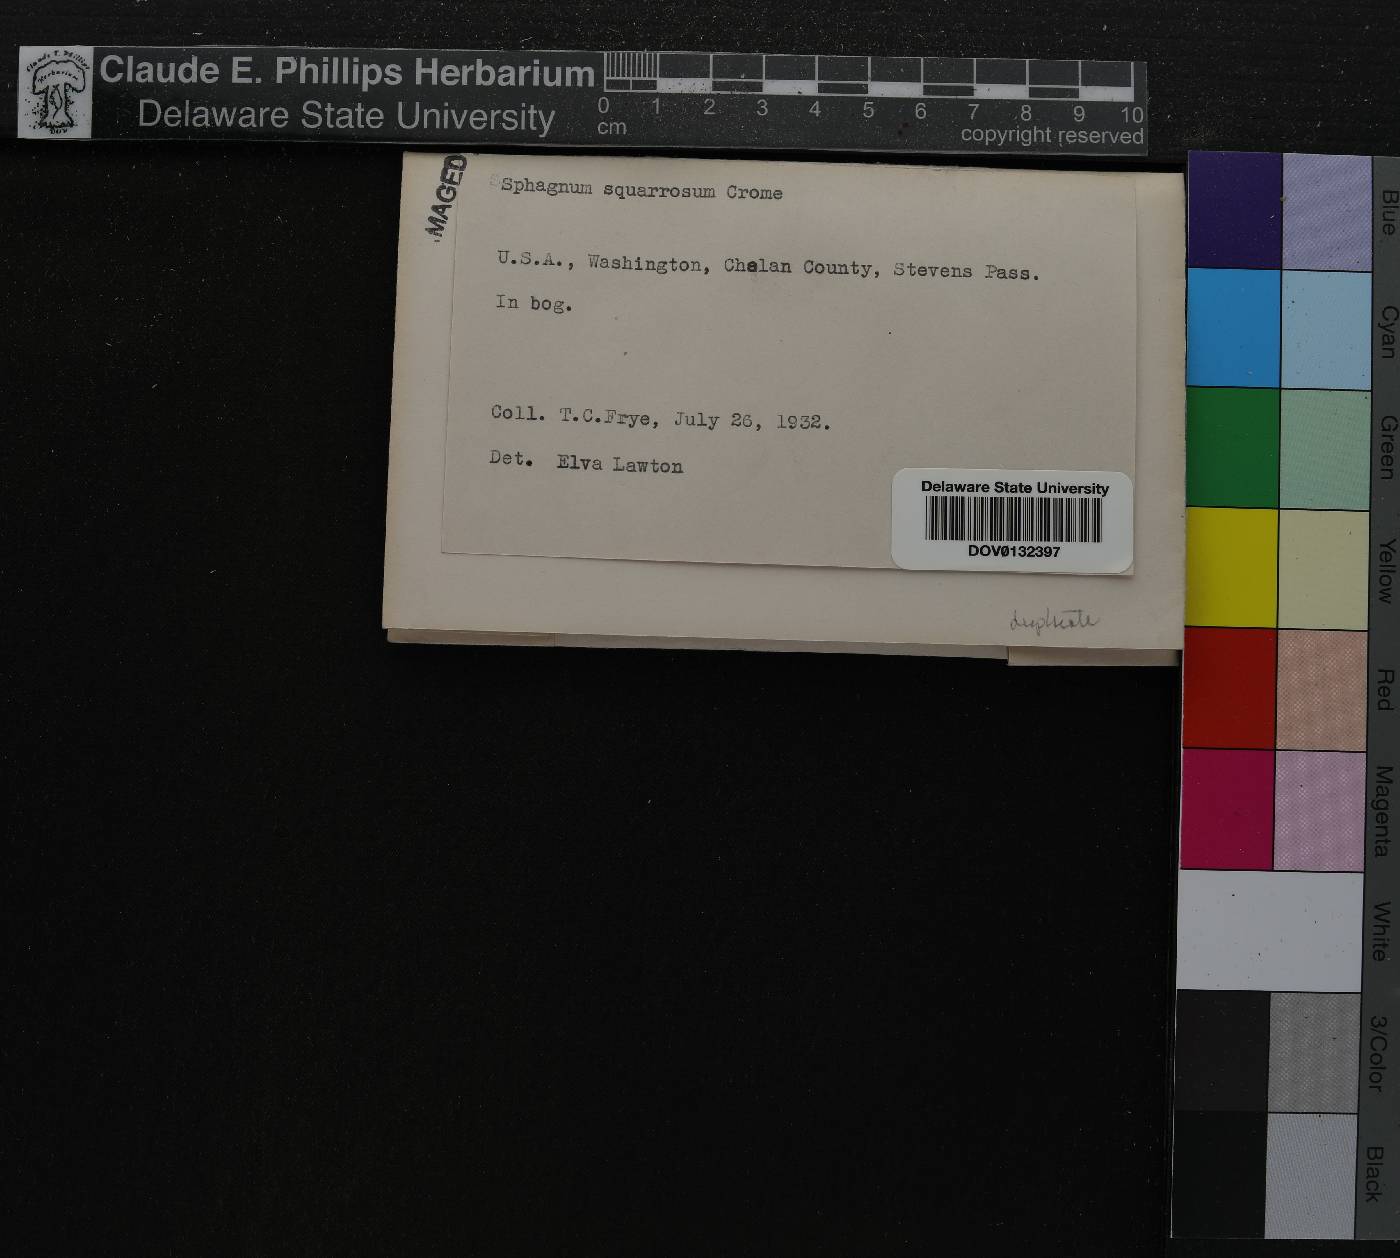 Claude E. Phillips Herbarium
Delaware State University
0 1 2 3 4 5 6 7 8 9 10
cm
copyright reserved
IMAGED
Sphagnum squarrosum Crome
U.S.A., Washington, Chelan County, Stevens Pass.
In bog.
Coll. T.C.Frye, July 26, 1932.
Det. Elva Lawton
Delaware State University
DOV0132397
duplicate
Blue
Cyan
Green
Yellow
Red
Magenta
White
3/Color
Black